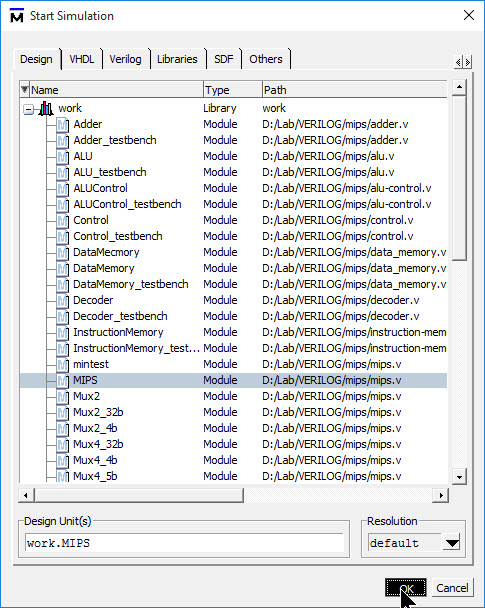 Start Simulation
Design VHDL Verilog Libraries SDF Others
Name Type Path
work Library work
Adder Module D:/Lab/VERILOG/mips/adder.v
Adder_testbench Module D:/Lab/VERILOG/mips/adder.v
ALU Module D:/Lab/VERILOG/mips/alu.v
ALU_testbench Module D:/Lab/VERILOG/mips/alu.v
ALUControl Module D:/Lab/VERILOG/mips/alu-control.v
ALUControl_testbench Module D:/Lab/VERILOG/mips/alu-control.v
Control Module D:/Lab/VERILOG/mips/control.v
Control_testbench Module D:/Lab/VERILOG/mips/control.v
DataMecmory Module D:/Lab/VERILOG/mips/data_memory.v
DataMemory Module D:/Lab/VERILOG/mips/data_memory.v
DataMemory_testbench Module D:/Lab/VERILOG/mips/data_memory.v
Decoder Module D:/Lab/VERILOG/mips/decoder.v
Decoder_testbench Module D:/Lab/VERILOG/mips/decoder.v
InstructionMemory Module D:/Lab/VERILOG/mips/instruction-mem
InstructionMemory_test... Module D:/Lab/VERILOG/mips/instruction-mem
mintest Module D:/Lab/VERILOG/mips/mips.v
MIPS Module D:/Lab/VERILOG/mips/mips.v
Mux2 Module D:/Lab/VERILOG/mips/mips.v
Mux2_32b Module D:/Lab/VERILOG/mips/mips.v
Mux2_4b Module D:/Lab/VERILOG/mips/mips.v
Mux4_32b Module D:/Lab/VERILOG/mips/mips.v
Mux4_4b Module D:/Lab/VERILOG/mips/mips.v
Mux4_5b Module D:/Lab/VERILOG/mips/mips.v
Design Unit(s) Resolution
work.MIPS default
OK Cancel